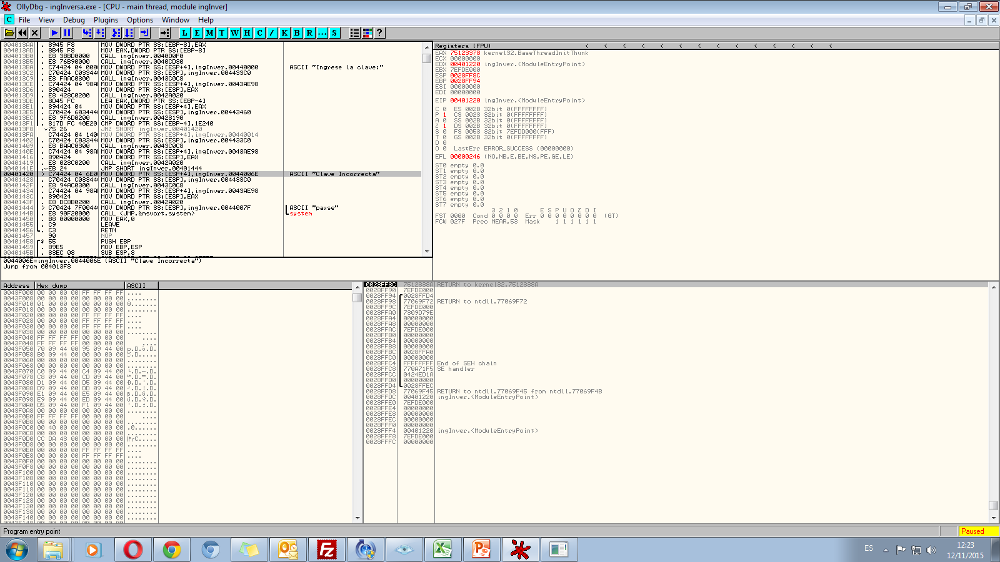 OllyDbg - ingInversa.exe - [CPU - main thread, module ingInver]
C File View Debug Plugins Options Window Help
L E M T W H C / K B R ... S ?
004013AA . 8945 F8 MOV DWORD PTR SS:[EBP-8],EAX
004013AD . 8B45 F8 MOV EAX,DWORD PTR SS:[EBP-8]
004013B0 . E8 3BBD0000 CALL ingInver.0040D0F0
004013B5 . E8 76B90000 CALL ingInver.0040CD30
004013BA . C74424 04 0000 MOV DWORD PTR SS:[ESP+4],ingInver.00440000 ASCII "Ingrese la clave:"
004013C2 . C70424 C03344 MOV DWORD PTR SS:[ESP],ingInver.004433C0
004013C9 . E8 FAAC0300 CALL ingInver.0043C0C8
004013CE . C74424 04 98A MOV DWORD PTR SS:[ESP+4],ingInver.0043AE98
004013D6 . 890424 MOV DWORD PTR SS:[ESP],EAX
004013D9 . E8 428C0200 CALL ingInver.0042A020
004013DE . 8D45 FC LEA EAX,DWORD PTR SS:[EBP-4]
004013E1 . 894424 04 MOV DWORD PTR SS:[ESP+4],EAX
004013E5 . C70424 603444 MOV DWORD PTR SS:[ESP],ingInver.00443460
004013EC . E8 9F6D0200 CALL ingInver.00428190
004013F1 . 817D FC 40E20 CMP DWORD PTR SS:[EBP-4],1E240
004013F8 75 26 JNZ SHORT ingInver.00401420
004013FA C74424 04 1400 MOV DWORD PTR SS:[ESP+4],ingInver.00440014
00401402 . C70424 C03344 MOV DWORD PTR SS:[ESP],ingInver.004433C0
00401409 . E8 BAAC0300 CALL ingInver.0043C0C8
0040140E . C74424 04 98A MOV DWORD PTR SS:[ESP+4],ingInver.0043AE98
00401416 . 890424 MOV DWORD PTR SS:[ESP],EAX
00401419 . E8 028C0200 CALL ingInver.0042A020
0040141E . EB 24 JMP SHORT ingInver.00401444
00401420 > C74424 04 6E0 MOV DWORD PTR SS:[ESP+4],ingInver.0044006E ASCII "Clave Incorrecta"
00401428 . C70424 C03344 MOV DWORD PTR SS:[ESP],ingInver.004433C0
0040142F . E8 94AC0300 CALL ingInver.0043C0C8
00401434 . C74424 04 98A MOV DWORD PTR SS:[ESP+4],ingInver.0043AE98
0040143C . 890424 MOV DWORD PTR SS:[ESP],EAX
0040143F . E8 DC8B0200 CALL ingInver.0042A020
00401444 > C70424 7F0044 MOV DWORD PTR SS:[ESP],ingInver.0044007F ASCII "pause"
0040144B . E8 90F20000 CALL <JMP.&msvcrt.system> system
00401450 . B8 00000000 MOV EAX,0
00401455 . C9 LEAVE
00401456 . C3 RETN
00401457 90 NOP
00401458 $ 55 PUSH EBP
00401459 . 89E5 MOV EBP,ESP
0040145B . 83EC 08 SUB ESP,8
0044006E=ingInver.0044006E (ASCII "Clave Incorrecta")
Jump from 004013F8
Registers (FPU) < < < < < < < < < < < < < <
EAX 75123378 kernel32.BaseThreadInitThunk
ECX 00000000
EDX 00401220 ingInver.<ModuleEntryPoint>
EBX 7EFDE000
ESP 0028FF8C
EBP 0028FF94
ESI 00000000
EDI 00000000
EIP 00401220 ingInver.<ModuleEntryPoint>
C 0 ES 002B 32bit 0(FFFFFFFF)
P 1 CS 0023 32bit 0(FFFFFFFF)
A 0 SS 002B 32bit 0(FFFFFFFF)
Z 1 DS 002B 32bit 0(FFFFFFFF)
S 0 FS 0053 32bit 7EFDD000(FFF)
T 0 GS 002B 32bit 0(FFFFFFFF)
D 0
O 0 LastErr ERROR_SUCCESS (00000000)
EFL 00000246 (NO,NB,E,BE,NS,PE,GE,LE)
ST0 empty 0.0
ST1 empty 0.0
ST2 empty 0.0
ST3 empty 0.0
ST4 empty 0.0
ST5 empty 0.0
ST6 empty 0.0
ST7 empty 0.0
3 2 1 0 E S P U O Z D I
FST 0000 Cond 0 0 0 0 Err 0 0 0 0 0 0 0 0 (GT)
FCW 027F Prec NEAR,53 Mask 1 1 1 1 1 1
Address Hex dump ASCII
0043F000 00 00 00 00 FF FF FF FF ....
0043F008 00 00 00 00 00 00 00 00 ........
0043F010 01 00 00 00 00 00 00 00
0043F018 00 00 00 00 00 00 00 00 ........
0043F020 00 00 00 00 FF FF FF FF ....
0043F028 00 00 00 00 FF FF FF FF ....
0043F030 00 00 00 00 FF FF FF FF ....
0043F038 00 00 00 00 00 00 00 00 ........
0043F040 FF FF FF FF 00 00 00 00 ....
0043F048 FF FF FF FF 00 00 00 00 ....
0043F050 70 09 44 00 95 09 44 00 p.D.ò.D.
0043F058 B0 09 44 00 00 00 00 00 ░.D.....
0043F060 00 00 00 00 00 00 00 00 ........
0043F068 00 00 00 00 00 00 00 00 ........
0043F070 C0 09 44 00 C4 09 44 00 └.D.─.D.
0043F078 C8 09 44 00 CD 09 44 00 ╚.D.═.D.
0043F080 D1 09 44 00 D5 09 44 00
0043F088 D9 09 44 00 DD 09 44 00
0043F090 E1 09 44 00 E5 09 44 00
0043F098 E9 09 44 00 ED 09 44 00
0043F0A0 D5 09 44 00 F1 09 44 00
0043F0A8 00 00 00 00 00 00 00 00 ........
0043F0B0 FF FF FF FF 00 00 00 00 ....
0043F0B8 00 00 00 00 00 00 00 00 ........
0043F0C0 00 40 00 00 00 00 00 00 .@......
0043F0C8 00 00 00 00 00 00 00 00 ........
0043F0D0 CC DA 43 00 00 00 00 00 ╠┌C.....
0043F0D8 00 00 00 00 00 00 00 00 ........
0043F0E0 00 00 00 00 FF FF FF FF ....
0043F0E8 00 00 00 00 FF FF FF FF ....
0043F0F0 00 00 00 00 00 00 00 00 ........
0043F0F8 00 00 00 00 00 00 00 00 ........
0043F100 00 00 00 00 00 00 00 00 ........
0043F108 00 00 00 00 00 00 00 00 ........
0043F110 00 00 00 00 00 00 00 00 ........
0043F118 00 00 00 00 00 00 00 00 ........
0043F120 00 00 00 00 00 00 00 00 ........
0043F128 00 00 00 00 00 00 00 00 ........
0043F130 00 00 00 00 00 00 00 00 ........
0043F138 00 00 00 00 00 00 00 00 ........
0043F140 00 00 00 00 00 00 00 00 ........
0028FF8C 7512338A RETURN to kernel32.7512338A
0028FF90 7EFDE000
0028FF94 0028FFD4
0028FF98 77069F72 RETURN to ntdll.77069F72
0028FF9C 7EFDE000
0028FFA0 7309D79E
0028FFA4 00000000
0028FFA8 00000000
0028FFAC 7EFDE000
0028FFB0 00000000
0028FFB4 00000000
0028FFB8 00000000
0028FFBC 0028FFA0
0028FFC0 00000000
0028FFC4 FFFFFFFF End of SEH chain
0028FFC8 770A71F5 SE handler
0028FFCC 0424ED1A
0028FFD0 00000000
0028FFD4 0028FFEC
0028FFD8 77069F45 RETURN to ntdll.77069F45 from ntdll.77069F4B
0028FFDC 00401220 ingInver.<ModuleEntryPoint>
0028FFE0 7EFDE000
0028FFE4 00000000
0028FFE8 00000000
0028FFEC 00000000
0028FFF0 00000000
0028FFF4 00401220 ingInver.<ModuleEntryPoint>
0028FFF8 7EFDE000
0028FFFC 00000000
Program entry point Paused
ES 12:23
12/11/2015